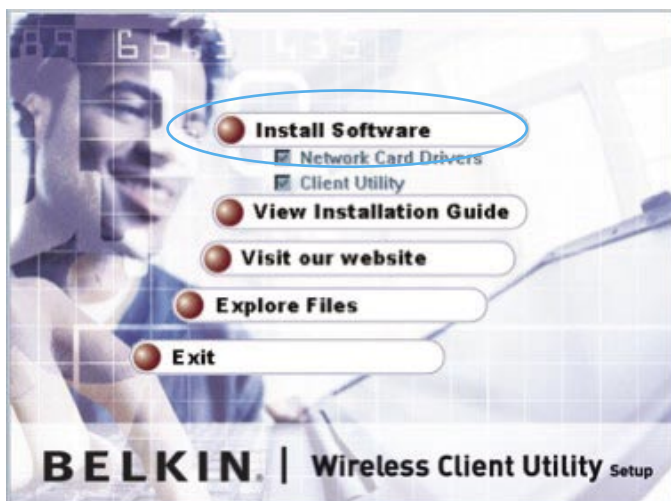 Install Software
Network Card Drivers
Client Utility
View Installation Guide
Visit our website
Explore Files
Exit
BELKIN. | Wireless Client Utility Setup